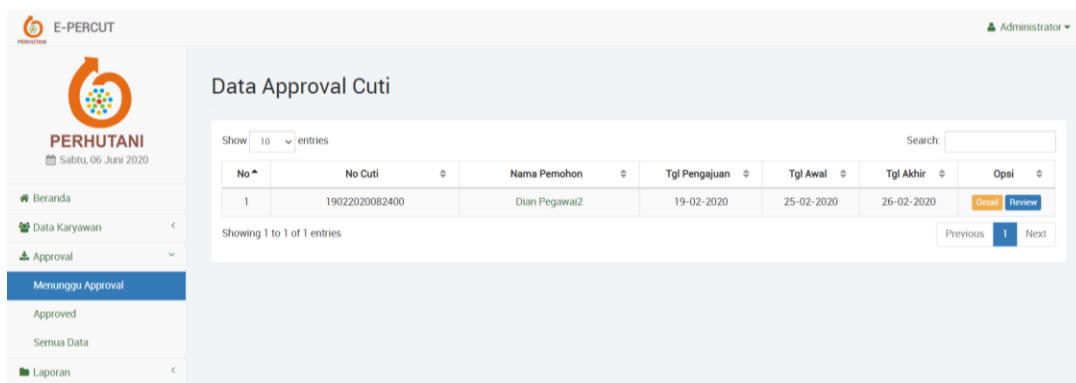 PERHUTANI
E-PERCUT
Administrator
PERHUTANI
Sabtu, 06 Juni 2020
Beranda
Data Karyawan
Approval
Menunggu Approval
Approved
Semua Data
Laporan
Data Approval Cuti
Show 10 entries Search:
No No Cuti Nama Pemohon Tgl Pengajuan Tgl Awal Tgl Akhir Opsi
1 19022020082400 Dian Pegawai2 19-02-2020 25-02-2020 26-02-2020 Detail Review
Showing 1 to 1 of 1 entries Previous 1 Next